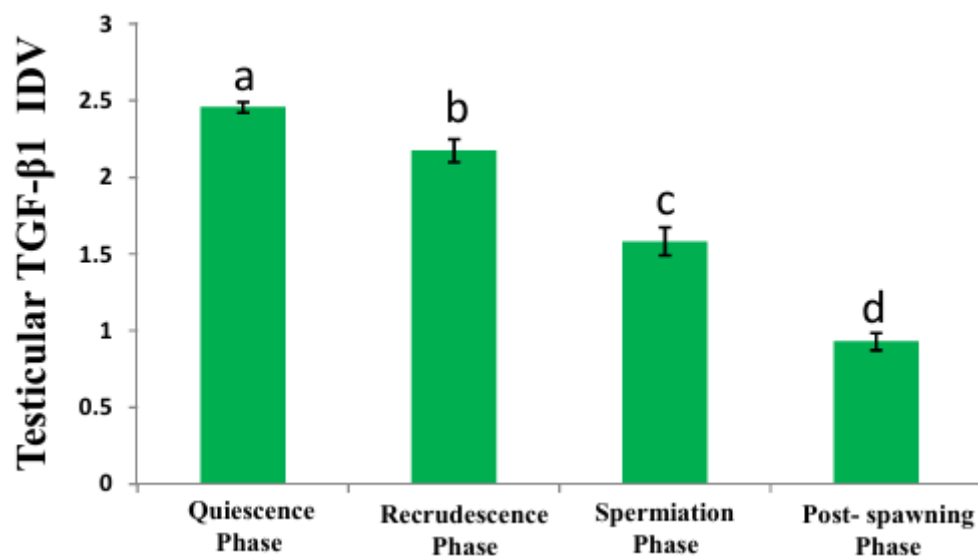 Testicular TGF-β1 IDV
3
2.5
2
1.5
1
0.5
0
a
b
c
d
Quiescence
Phase
Recrudescence
Phase
Spermiation
Phase
Post- spawning
Phase